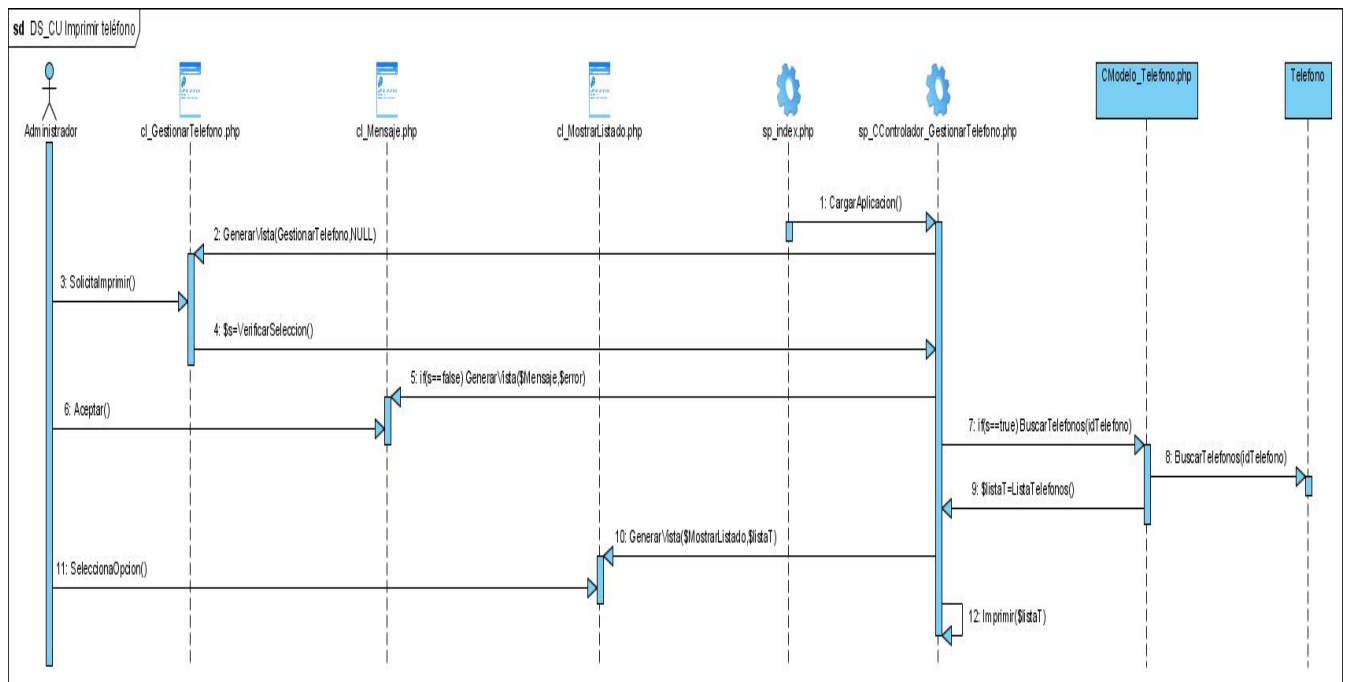 sd DS_CU Imprimir teléfono
Administrador
cl_GestionarTelefono.php
cl_Mensaje.php
cl_MostrarListado.php
sp_index.php
sp_CControlador_GestionarTelefono.php
CModelo_Telefono.php
Telefono
1: CargarAplicacion()
2: GenerarVista(GestionarTelefono,NULL)
3: SolicitaImprimir()
4: $s=VerificarSeleccion()
5: if(s==false) GenerarVista($Mensaje,$error)
6: Aceptar()
7: if(s==true) BuscarTelefonos(idTelefono)
8: BuscarTelefonos(idTelefono)
9: $listaT=ListaTelefonos()
10: GenerarVista($MostrarListado,$listaT)
11: SeleccionaOpcion()
12: Imprimir($listaT)